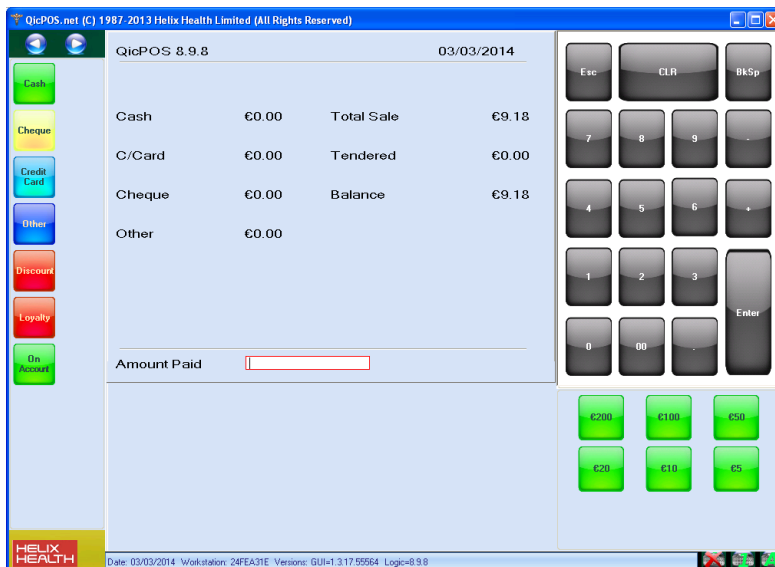 QicPOS.net (C) 1987-2013 Helix Health Limited (All Rights Reserved)
QicPOS 8.9.8 03/03/2014
Cash €0.00 Total Sale €9.18
C/Card €0.00 Tendered €0.00
Cheque €0.00 Balance €9.18
Other €0.00
Amount Paid
Cash
Cheque
Credit
Card
Other
Discount
Loyalty
On
Account
Esc CLR BkSp
7 8 9 -
4 5 6 +
1 2 3
Enter
0 00 .
€200 €100 €50
€20 €10 €5
HELIX
HEALTH
Date: 03/03/2014 Workstation: 24FEA31E Versions: GUI=1.3.17.55564 Logic=8.9.8